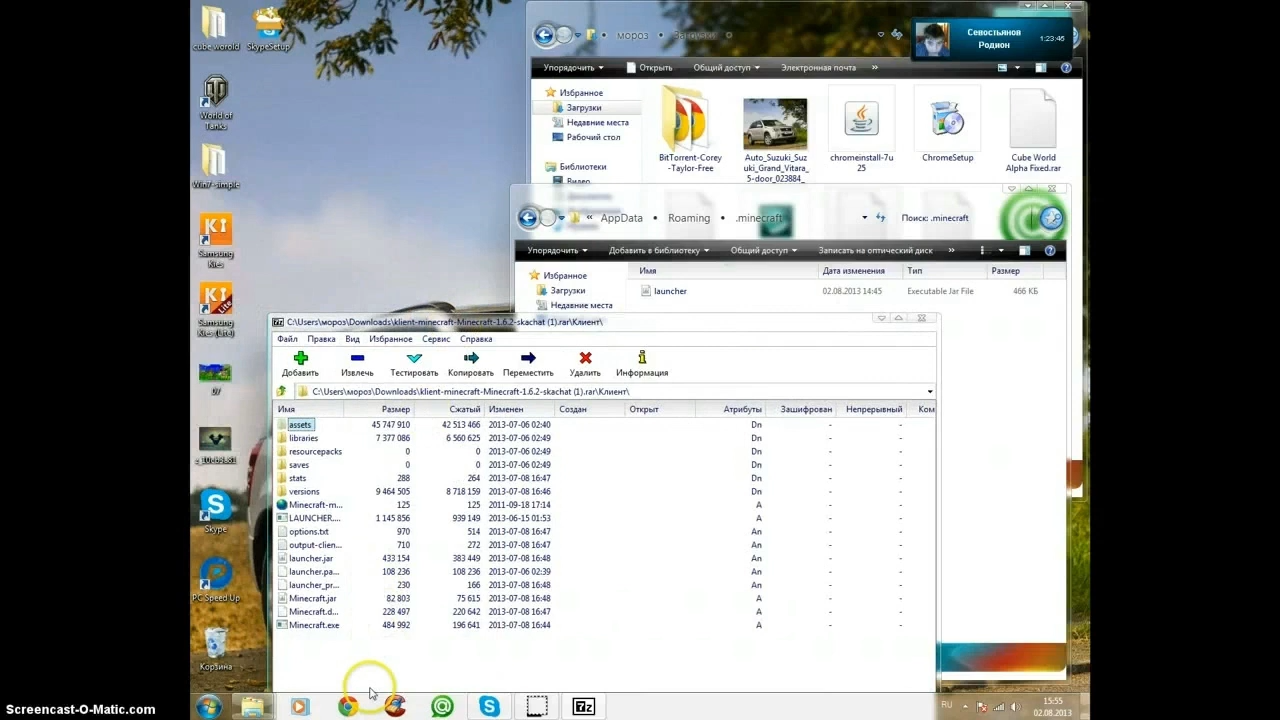 cube worold
SkypeSetup
World of
Tanks
Win7-simple
Samsung
Kies
Samsung
Kies (Lite)
Skype
PC Speed Up
Корзина
мороз
Загрузки
Севостьянов
Родион
1:23:45
Упорядочить
Открыть
Общий доступ
Электронная почта
»
Избранное
Загрузки
Недавние места
Рабочий стол
Библиотеки
Видео
BitTorrent-Corey
-Taylor-Free
Auto_Suzuki_Suz
uki_Grand_Vitara_
5-door_023884_
chromeinstall-7u
25
ChromeSetup
Cube World
Alpha Fixed.rar
« AppData • Roaming • .minecraft
Поиск: .minecraft
Упорядочить
Добавить в библиотеку
Общий доступ
Записать на оптический диск
»
Избранное
Загрузки
Недавние места
Имя Дата изменения Тип Размер
launcher 02.08.2013 14:45 Executable Jar File 466 КБ
C:\Users\мороз\Downloads\klient-minecraft-Minecraft-1.6.2-skachat (1).rar\Клиент\
Файл Правка Вид Избранное Сервис Справка
Добавить Извлечь Тестировать Копировать Переместить Удалить Информация
C:\Users\мороз\Downloads\klient-minecraft-Minecraft-1.6.2-skachat (1).rar\Клиент\
Имя Размер Сжатый Изменен Создан Открыт Атрибуты Зашифрован Непрерывный Ком
assets 45 747 910 42 513 466 2013-07-06 02:40 Dn - -
libraries 7 377 086 6 560 625 2013-07-06 02:49 Dn - -
resourcepacks 0 0 2013-07-06 02:49 Dn - -
saves 0 0 2013-07-06 02:49 Dn - -
stats 288 264 2013-07-08 16:47 Dn - -
versions 9 464 505 8 718 159 2013-07-08 16:46 Dn - -
Minecraft-m... 125 125 2011-09-18 17:14 A - -
LAUNCHER.... 1 145 856 939 149 2013-06-15 01:53 A - -
options.txt 970 514 2013-07-08 16:47 An - -
output-clien... 710 272 2013-07-08 16:47 An - -
launcher.jar 433 154 383 449 2013-07-08 16:48 An - -
launcher.pa... 108 236 108 236 2013-07-06 02:39 An - -
launcher_pr... 230 166 2013-07-08 16:48 An - -
Minecraft.jar 82 803 75 615 2013-07-08 16:48 A - -
Minecraft.d... 228 497 220 642 2013-07-08 16:47 A - -
Minecraft.exe 484 992 196 641 2013-07-08 16:44 A - -
7z
RU
15:55
02.08.2013
Screencast-O-Matic.com